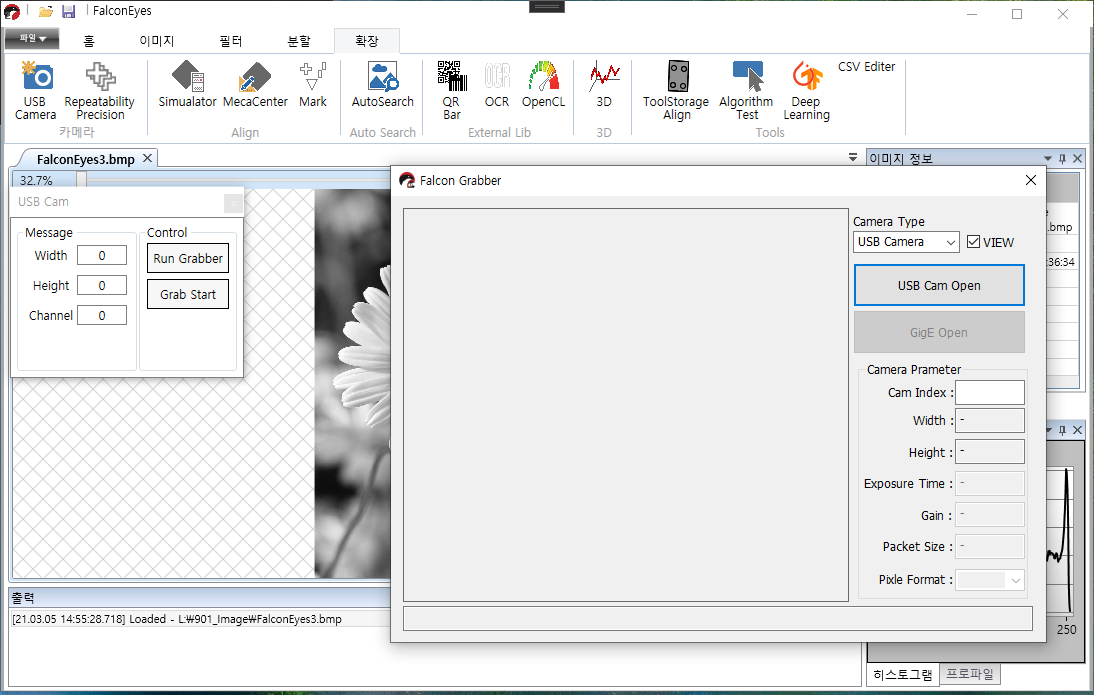 FalconEyes
파일
홈
이미지
필터
분할
확장
USB
Camera
Repeatability
Precision
카메라
Simualator
MecaCenter
Mark
Align
AutoSearch
Auto Search
QR
Bar
OCR
OCR
OpenCL
External Lib
3D
3D
ToolStorage
Align
Algorithm
Test
Deep
Learning
CSV Editer
Tools
FalconEyes3.bmp
이미지 정보
32.7%
USB Cam
Message
Width
0
Height
0
Channel
0
Control
Run Grabber
Grab Start
Falcon Grabber
Camera Type
USB Camera
VIEW
USB Cam Open
GigE Open
Camera Prameter
Cam Index :
Width :
-
Height :
-
Exposure Time :
-
Gain :
-
Packet Size :
-
Pixle Format :
.bmp
:36:34
250
출력
[21.03.05 14:55:28.718] Loaded - L:₩901_Image₩FalconEyes3.bmp
히스토그램
프로파일